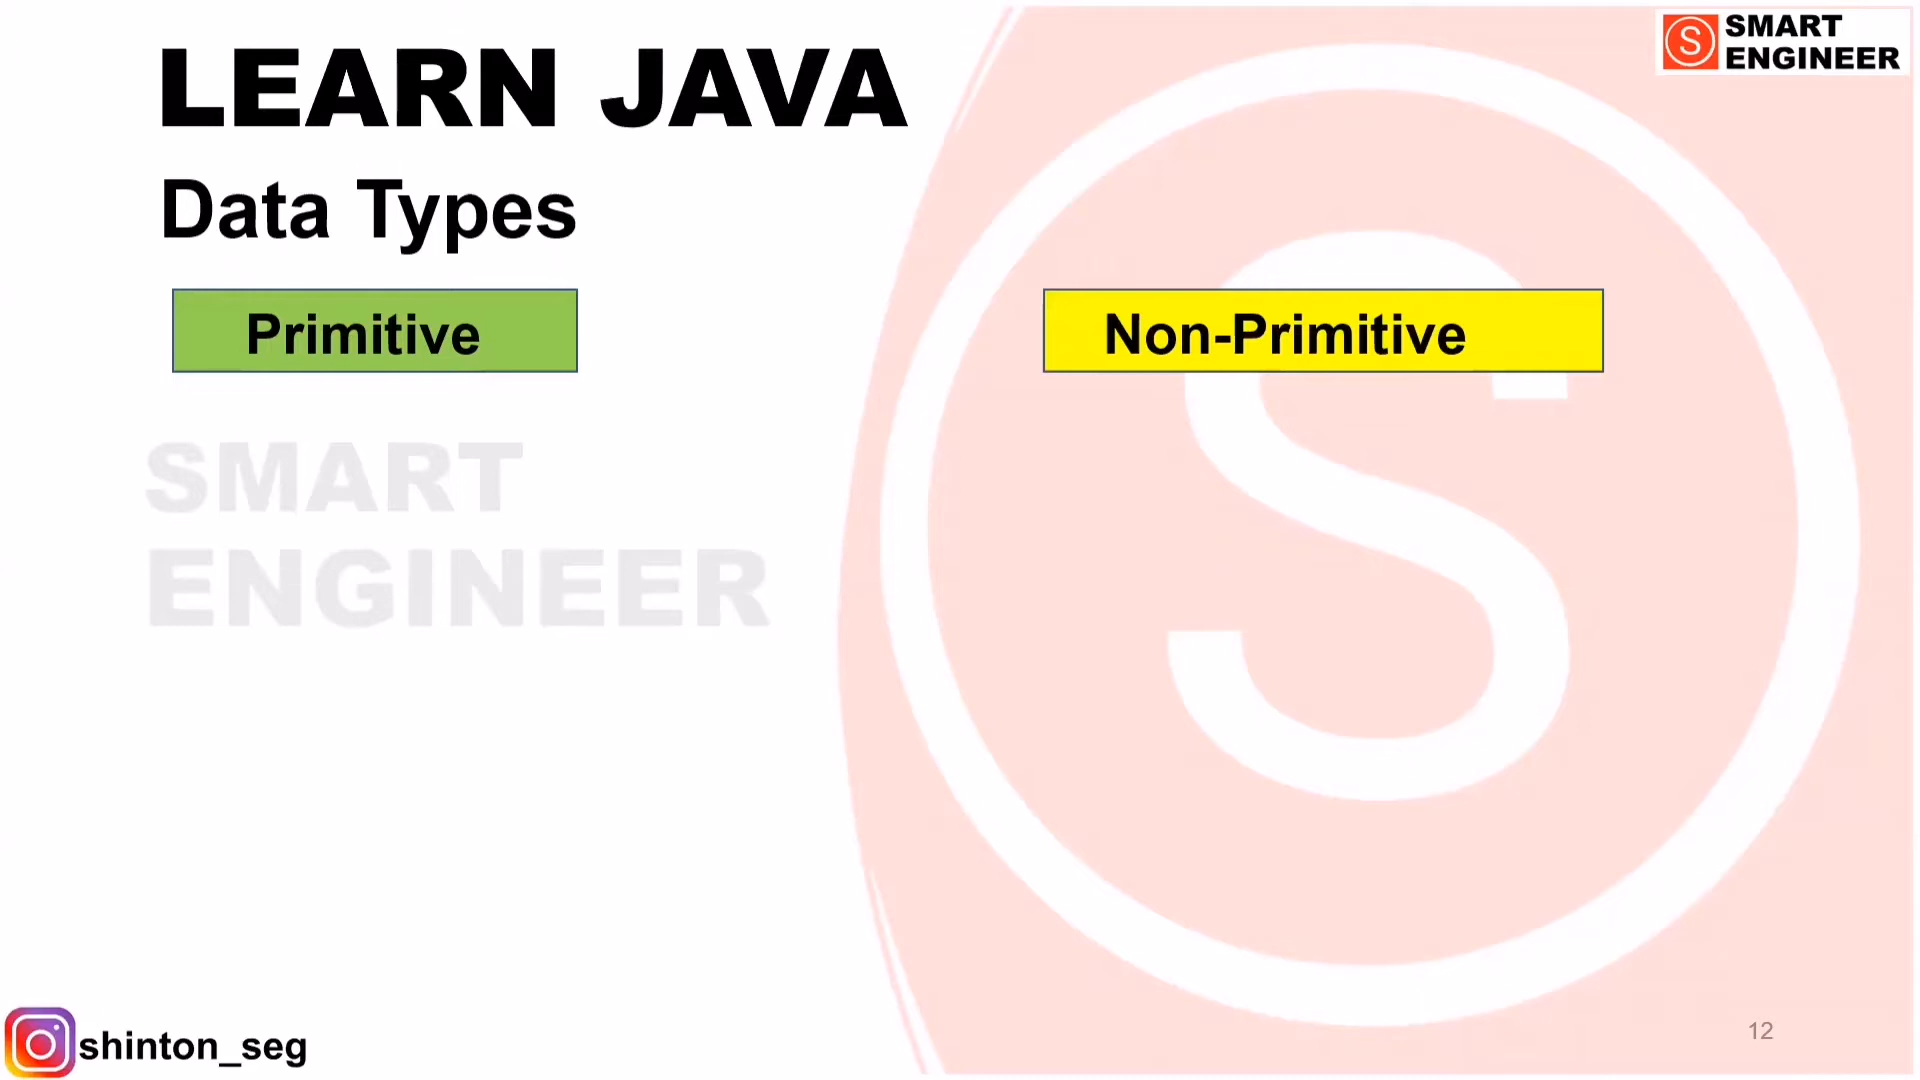 LEARN JAVA
SMART
ENGINEER
Data Types
Primitive
Non-Primitive
SMART
ENGINEER
shinton_seg
12